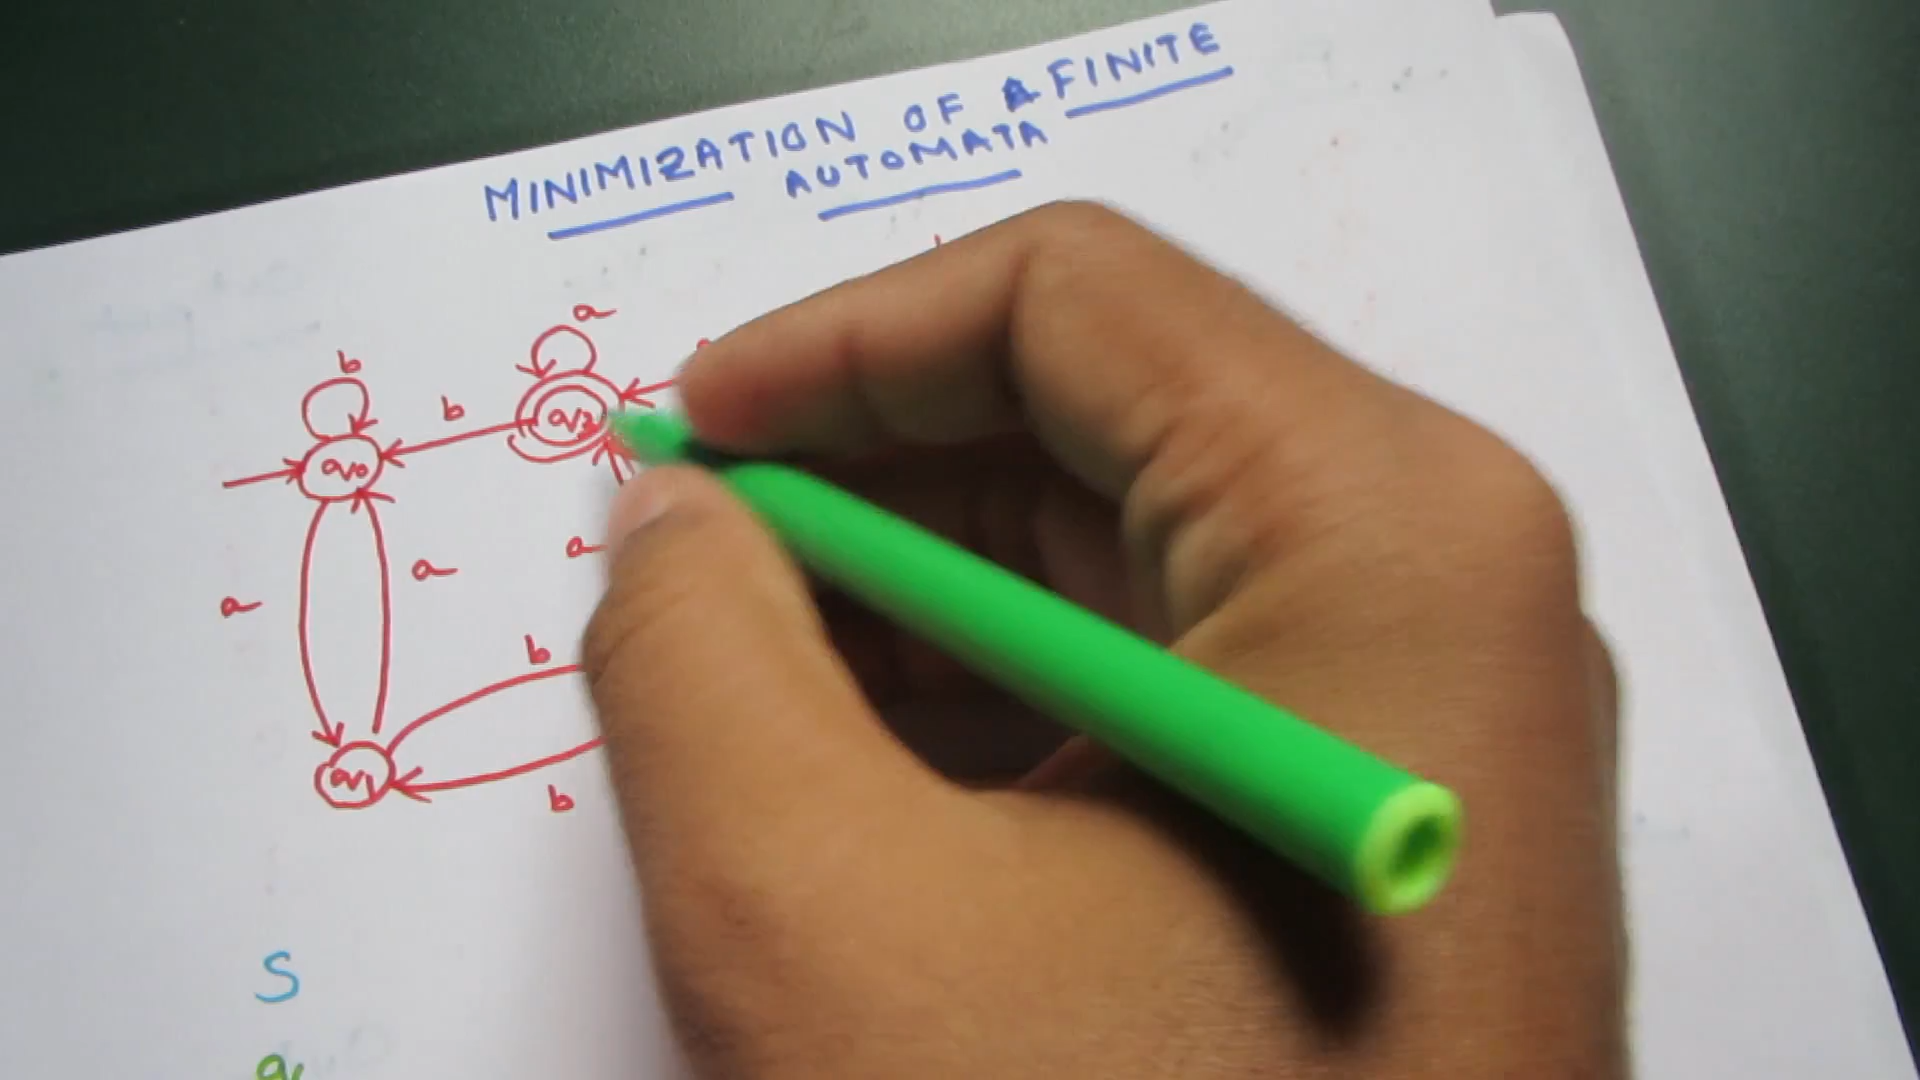 MINIMIZATION OF A FINITE
AUTOMATA
a
b
b
q0
q3
a
a
a
b
q1
b
S
q